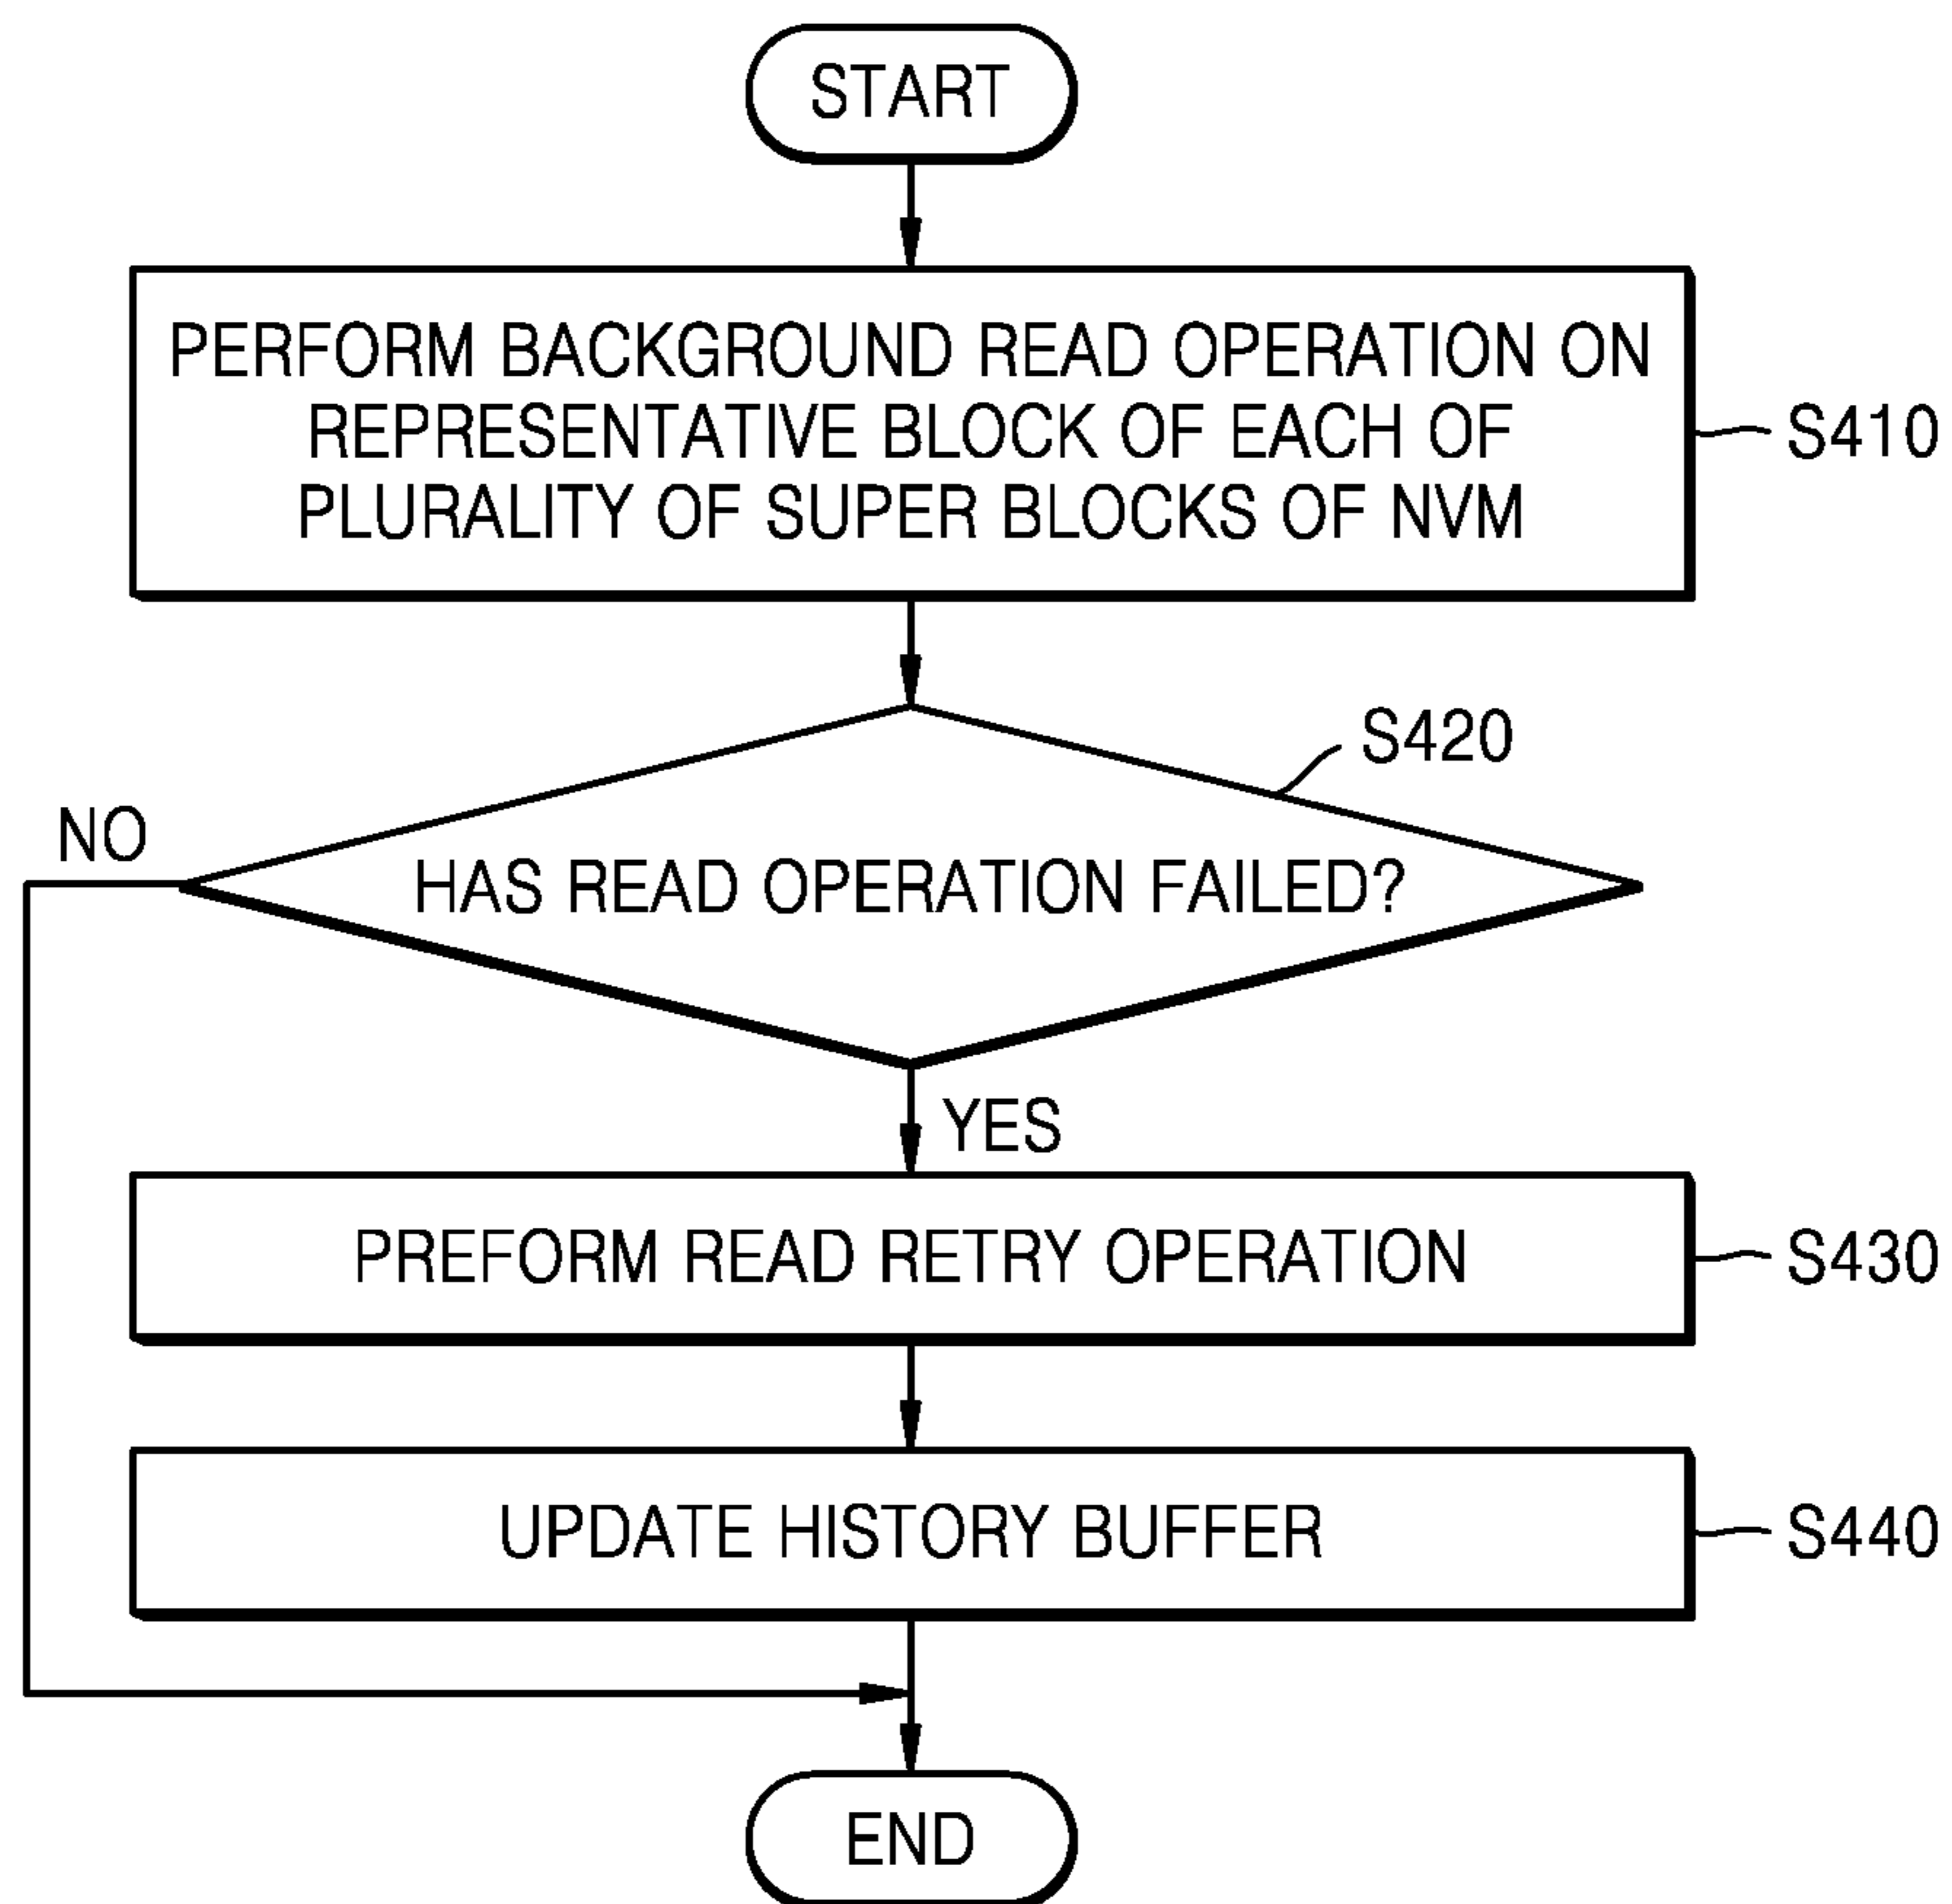 START
PERFORM BACKGROUND READ OPERATION ON
REPRESENTATIVE BLOCK OF EACH OF
PLURALITY OF SUPER BLOCKS OF NVM
S410
S420
NO
HAS READ OPERATION FAILED?
YES
PREFORM READ RETRY OPERATION
S430
UPDATE HISTORY BUFFER
S440
END